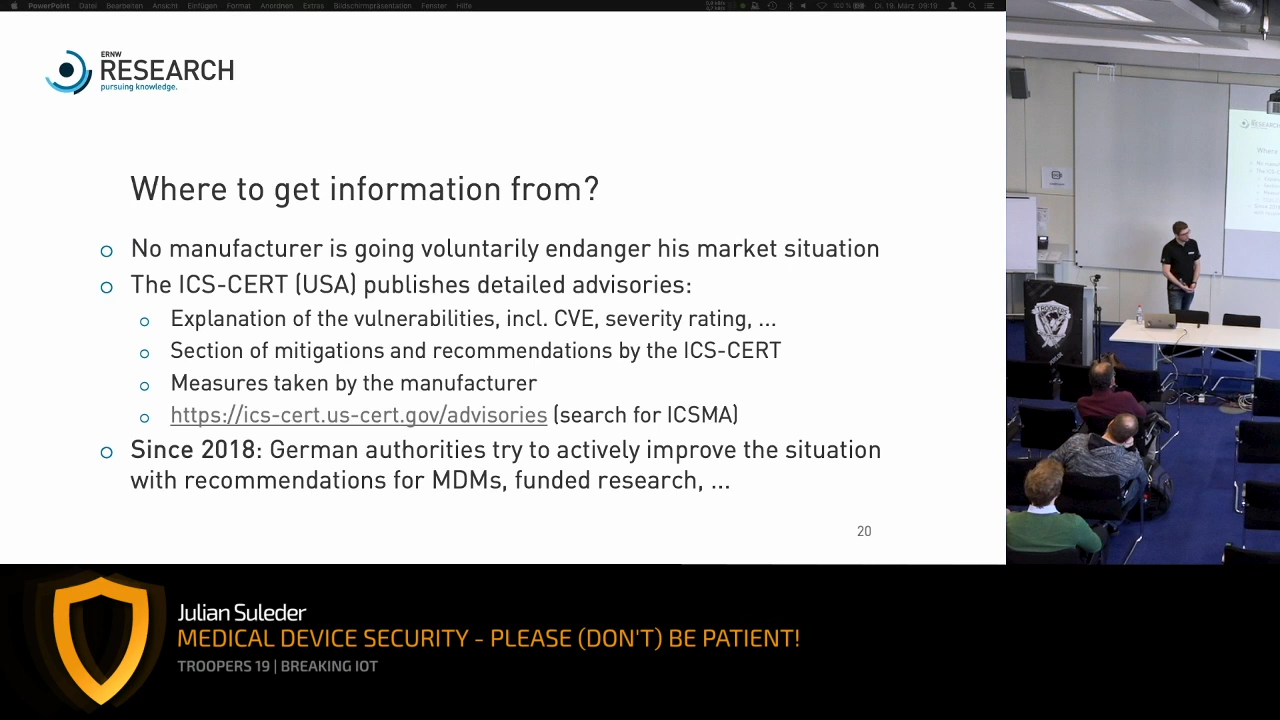 PowerPoint Datei Bearbeiten Ansicht Einfügen Format Anordnen Extras Bildschirmpräsentation Fenster Hilfe
100 % Di. 19. März 09:19
ERNW
RESEARCH
pursuing knowledge.
Where to get information from?
No manufacturer is going voluntarily endanger his market situation
The ICS-CERT (USA) publishes detailed advisories:
Explanation of the vulnerabilities, incl. CVE, severity rating, ...
Section of mitigations and recommendations by the ICS-CERT
Measures taken by the manufacturer
https://ics-cert.us-cert.gov/advisories (search for ICSMA)
Since 2018: German authorities try to actively improve the situation
with recommendations for MDMs, funded research, ...
20
RESEARCH
TROOPERS
Julian Suleder
MEDICAL DEVICE SECURITY - PLEASE (DON'T) BE PATIENT!
TROOPERS 19 | BREAKING IOT